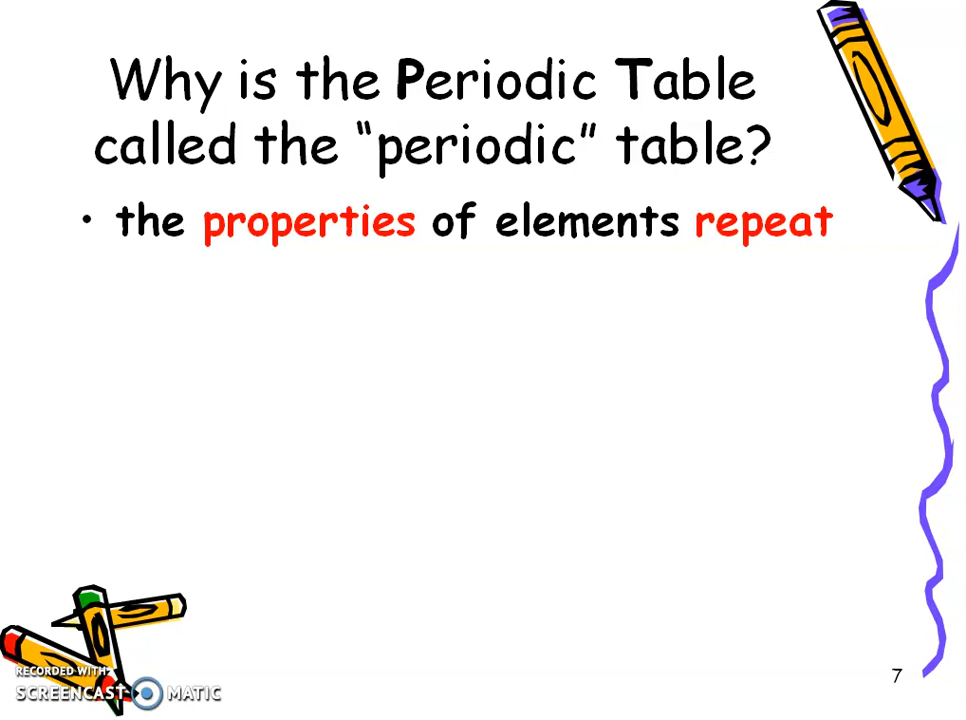 Why is the Periodic Table
called the “periodic” table?
• the properties of elements repeat
RECORDED WITH
SCREENCAST MATIC
7